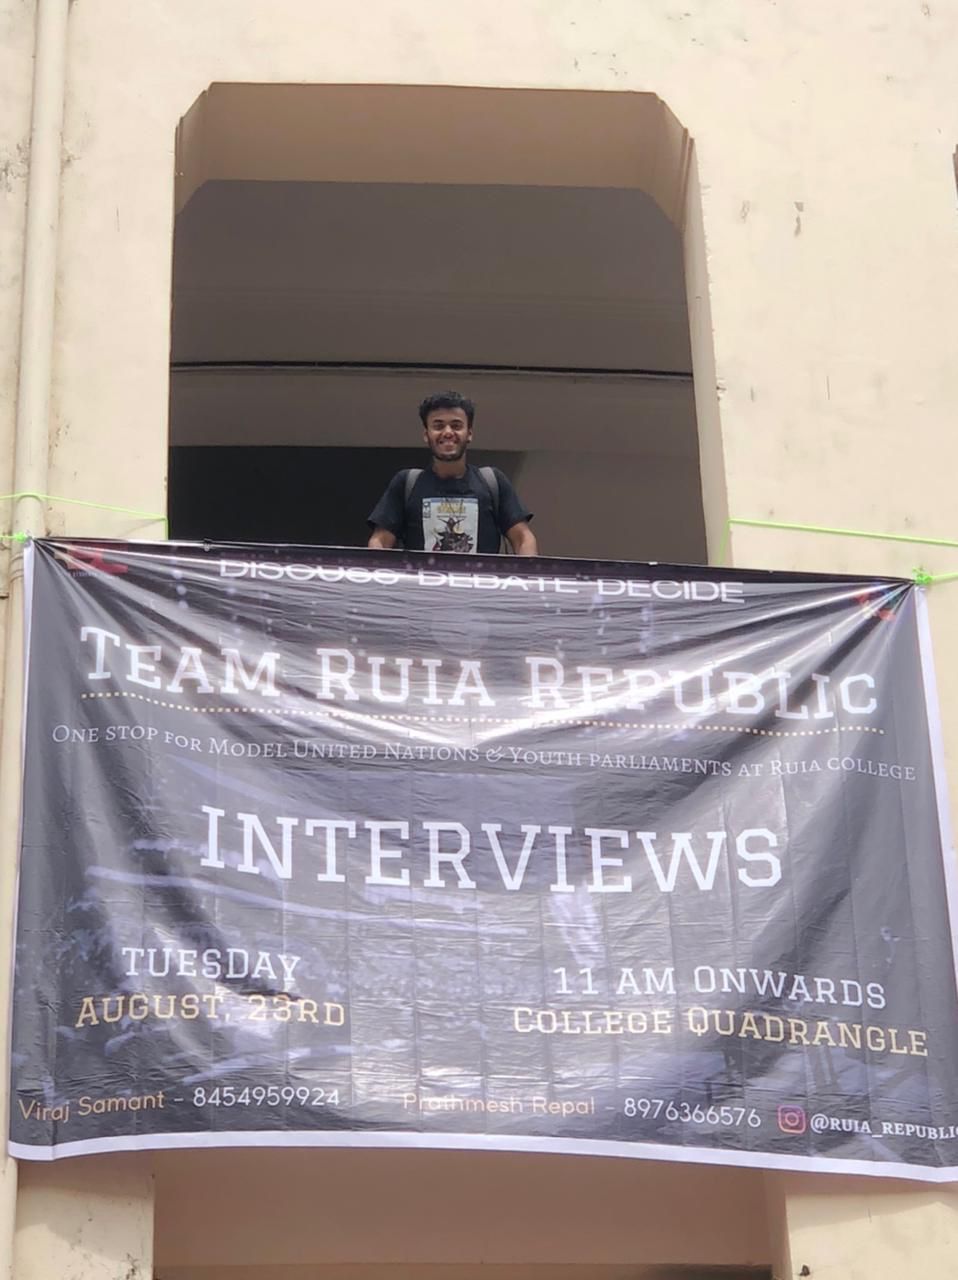 DISCUSS DEBATE DECIDE
TEAM RUIA REPUBLIC
ONE STOP FOR MODEL UNITED NATIONS & YOUTH PARLIAMENTS AT RUIA COLLEGE
INTERVIEWS
TUESDAY
AUGUST, 23RD
11 AM ONWARDS
COLLEGE QUADRANGLE
Viraj Samant - 8454959924
Prathmesh Repal - 8976366576
@RUIA_REPUBLIC